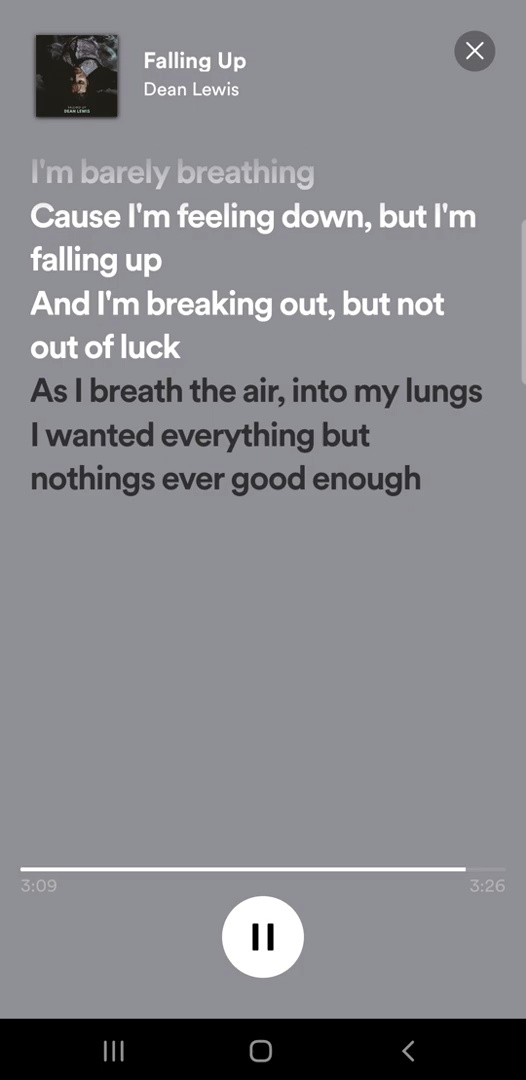 Falling Up
Dean Lewis
I'm barely breathing
Cause I'm feeling down, but I'm
falling up
And I'm breaking out, but not
out of luck
As I breath the air, into my lungs
I wanted everything but
nothings ever good enough
3:09
3:26